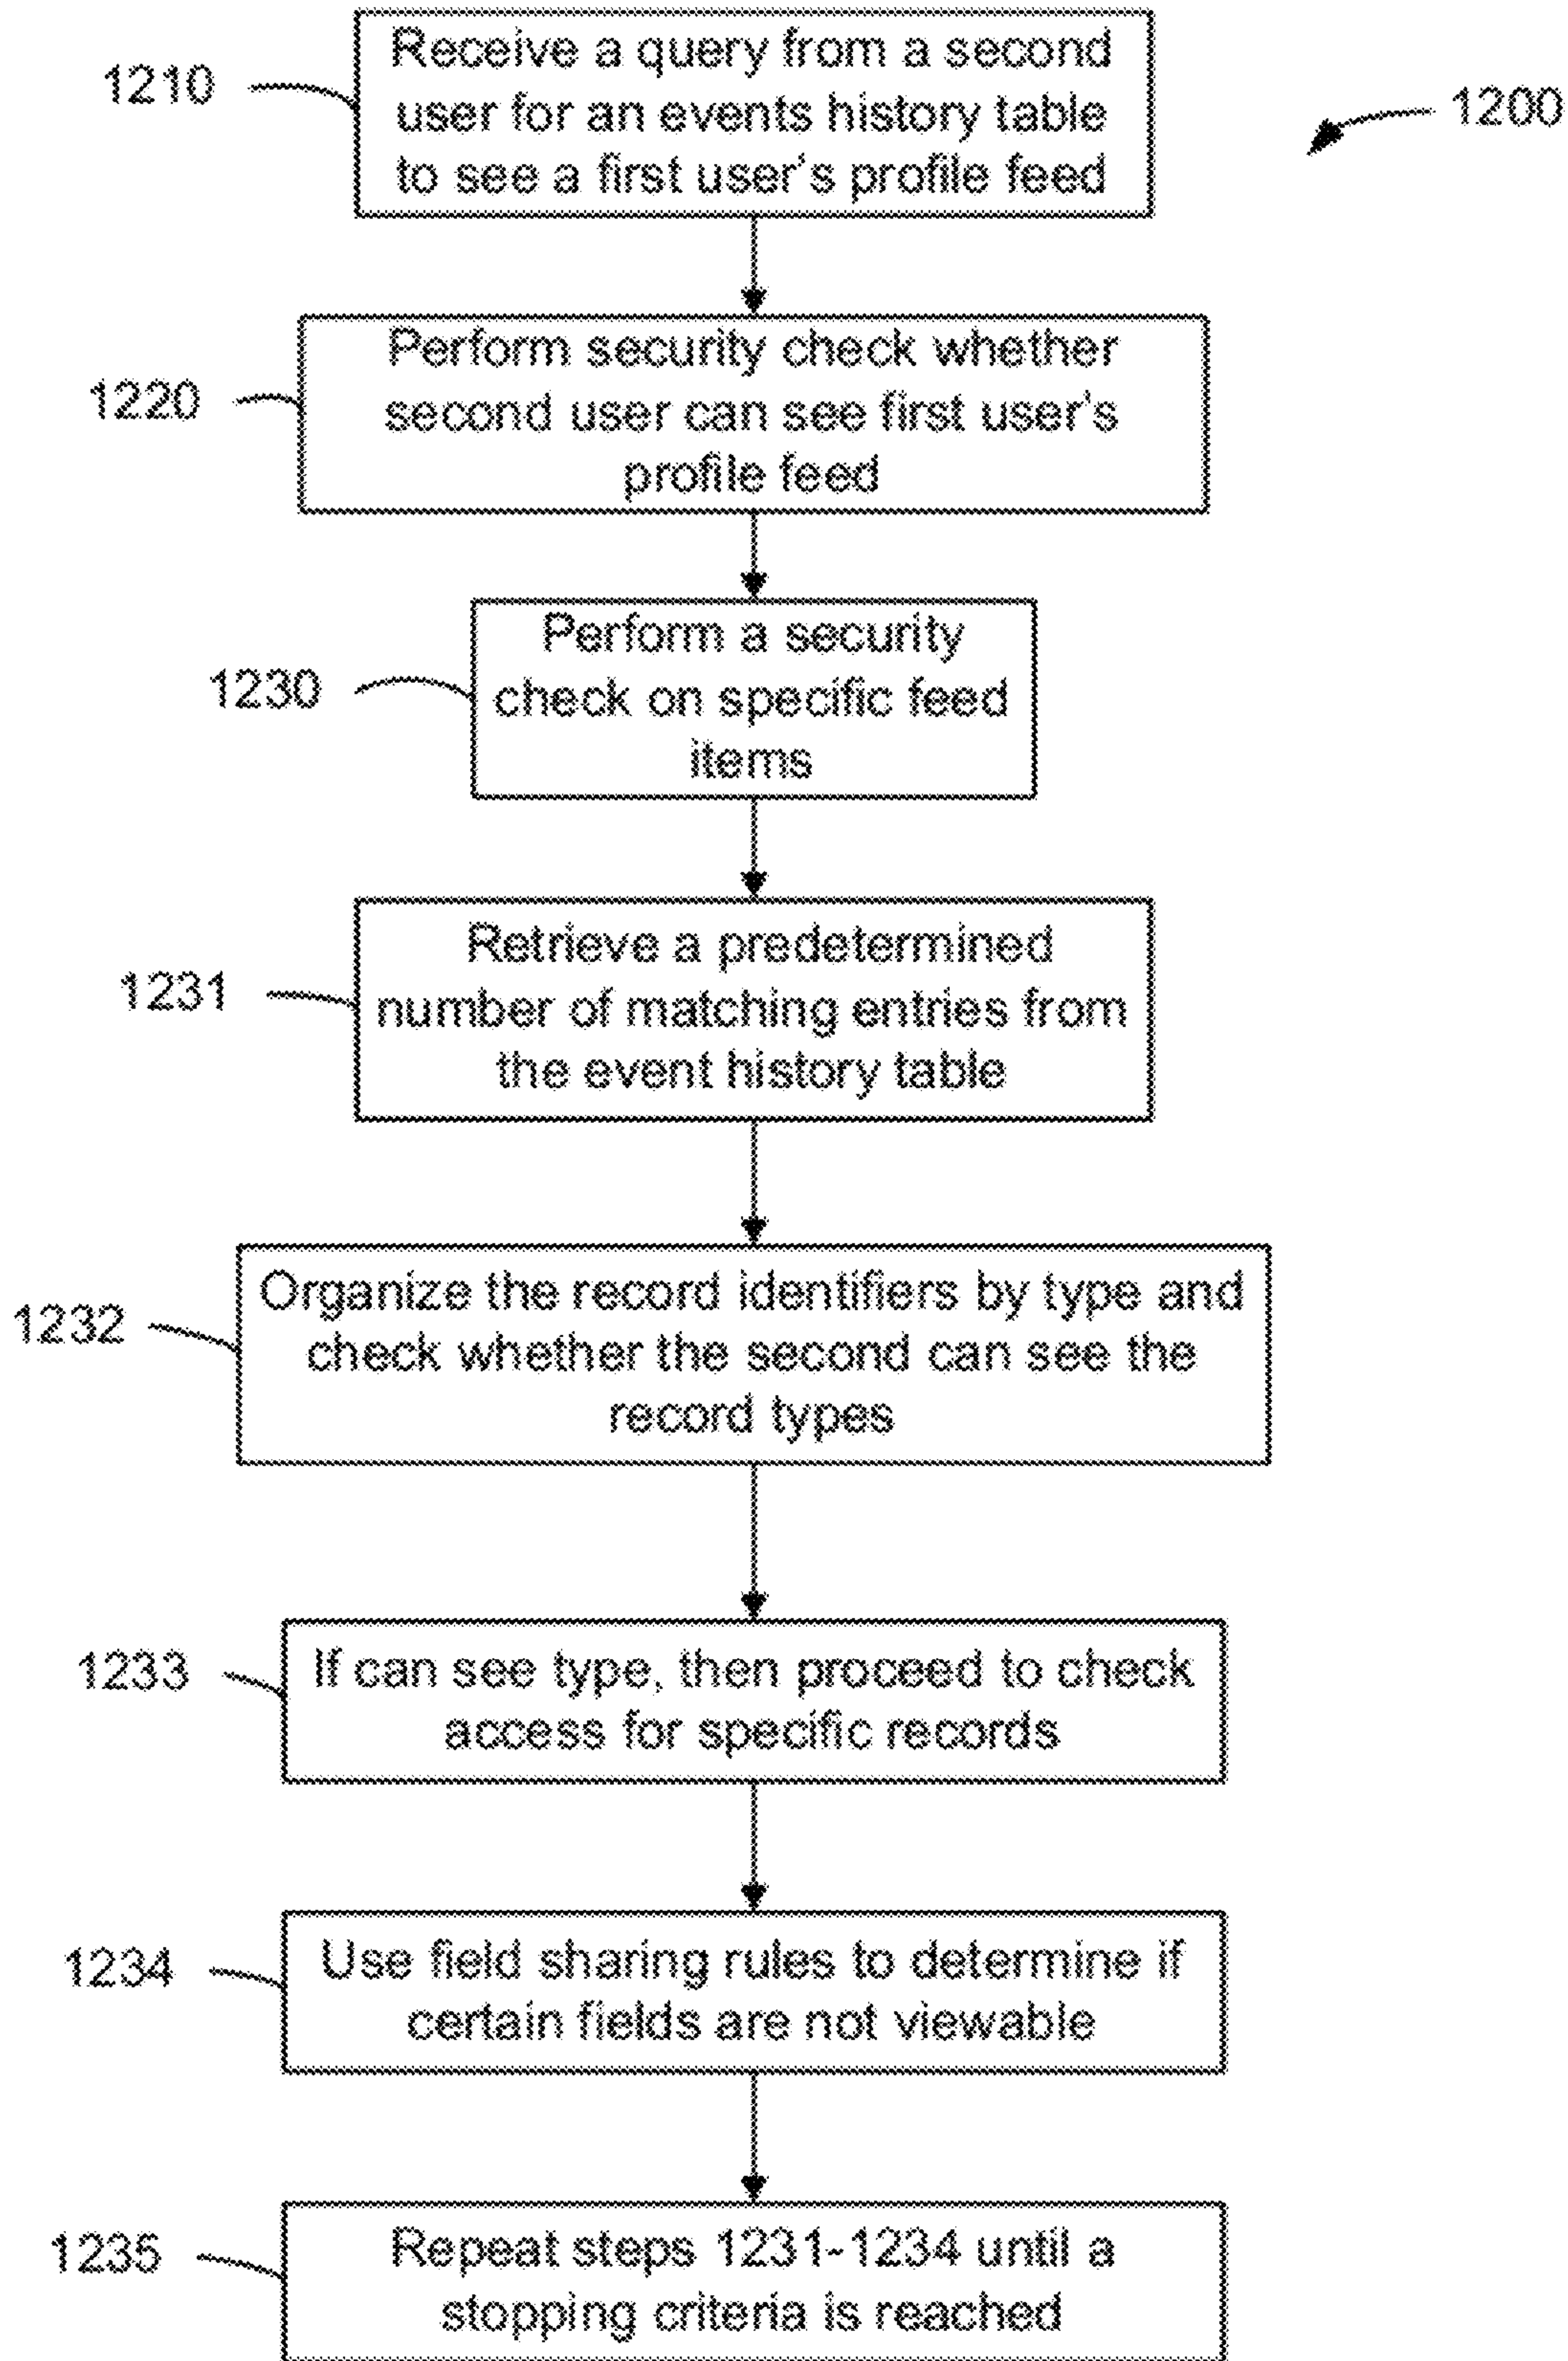 Receive a query from a second
user for an events history table
to see a first user's profile feed
1210
1200
Perform security check whether
second user can see first user's
profile feed
1220
Perform a security
check on specific feed
items
1230
Retrieve a predetermined
number of matching entries from
the event history table
1231
Organize the record identifiers by type and
check whether the second can see the
record types
1232
If can see type, then proceed to check
access for specific records
1233
Use field sharing rules to determine if
certain fields are not viewable
1234
Repeat steps 1231-1234 until a
stopping criteria is reached
1235